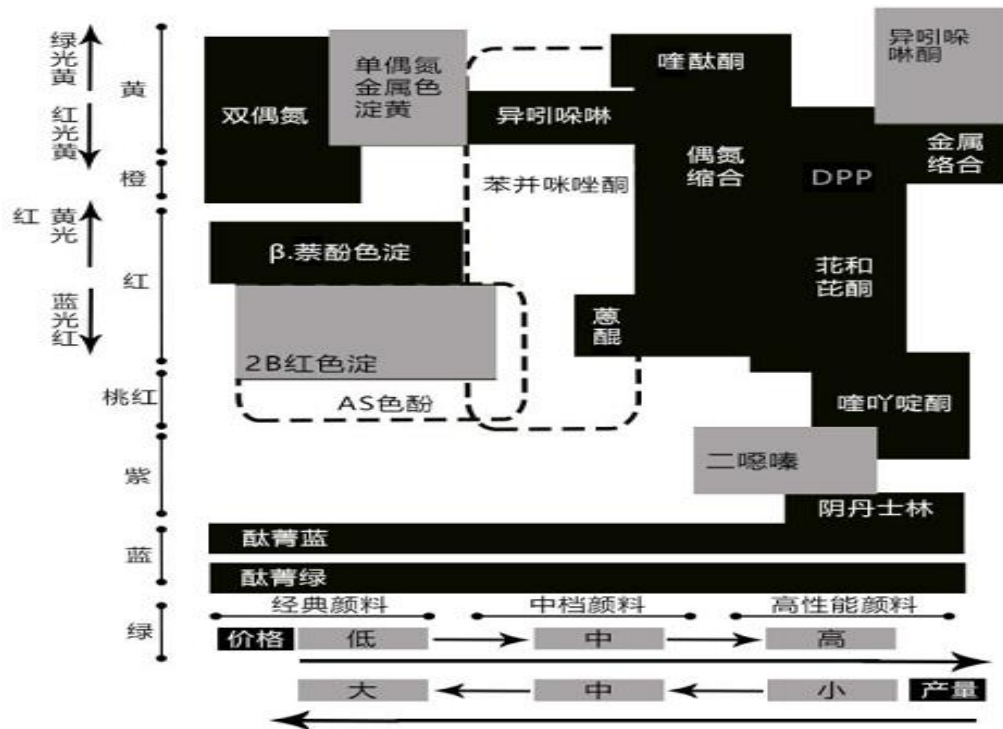 绿光黄
红光黄
黄
橙
红
黄光
蓝光红
红
桃红
紫
蓝
绿
双偶氮
单偶氮
金属色
淀黄
喹酞酮
异吲哚
啉酮
异吲哚啉
偶氮
缩合
DPP
金属
络合
苯并咪唑酮
β.萘酚色淀
苝和
芘酮
蒽
醌
2B红色淀
AS色酚
喹吖啶酮
二噁嗪
阴丹士林
酞菁蓝
酞菁绿
经典颜料
中档颜料
高性能颜料
价格
低
中
高
大
中
小
产量